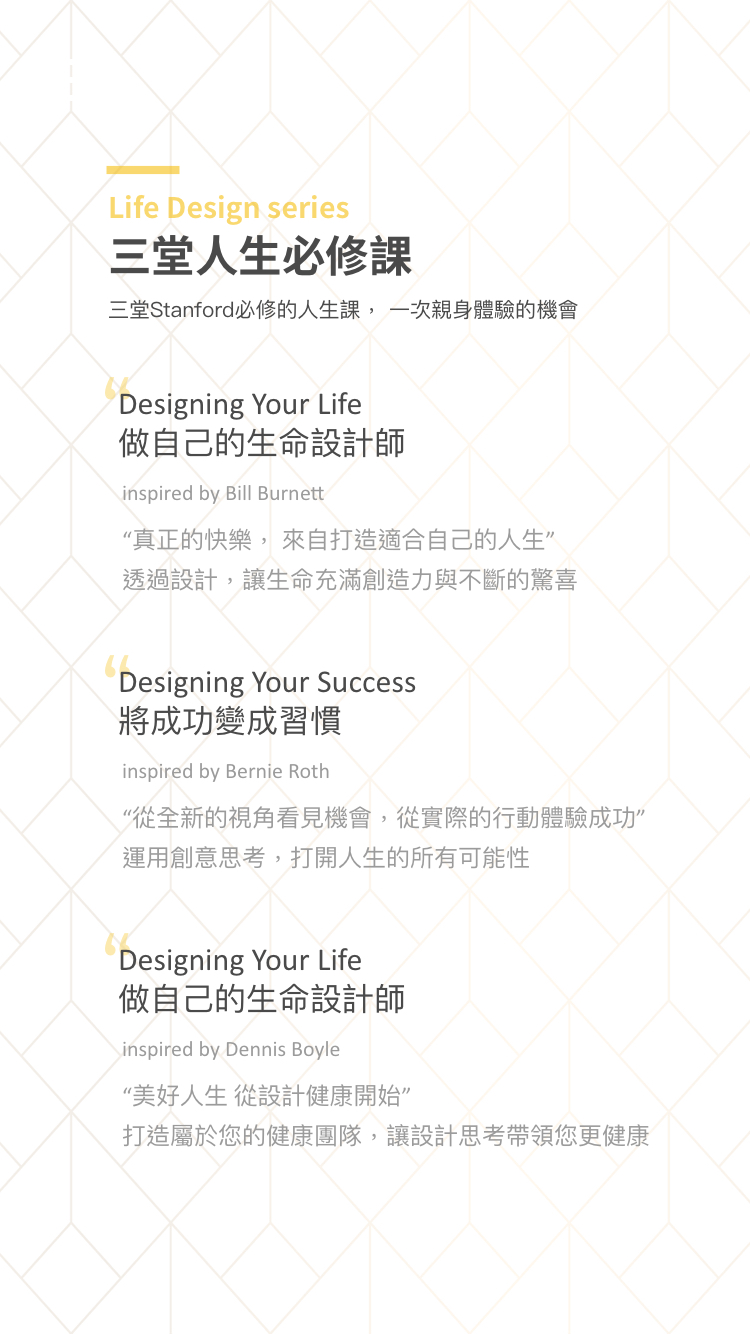 Life Design series
三堂人生必修課
三堂Stanford必修的人生課， 一次親身體驗的機會
“
Designing Your Life
做自己的生命設計師
inspired by Bill Burnett
“真正的快樂， 來自打造適合自己的人生”
透過設計，讓生命充滿創造力與不斷的驚喜
“
Designing Your Success
將成功變成習慣
inspired by Bernie Roth
“從全新的視角看見機會，從實際的行動體驗成功”
運用創意思考，打開人生的所有可能性
“
Designing Your Life
做自己的生命設計師
inspired by Dennis Boyle
“美好人生 從設計健康開始”
打造屬於您的健康團隊，讓設計思考帶領您更健康